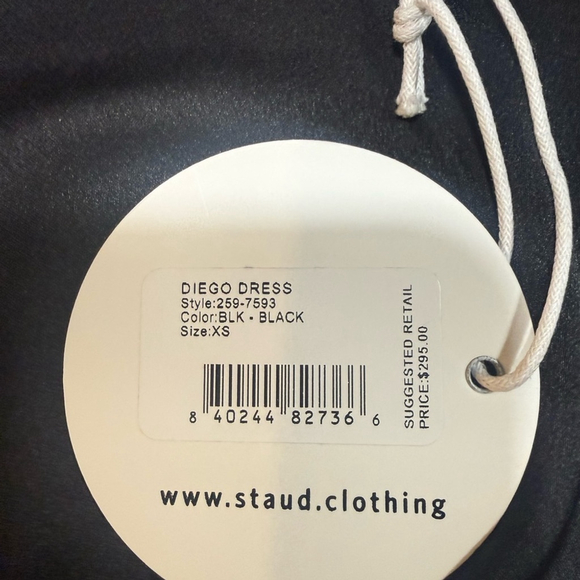 DIEGO DRESS
Style:259-7593
Color:BLK - BLACK
Size:XS
SUGGESTED RETAIL
PRICE:$295.00
8 40244 82736 6
www.staud.clothing